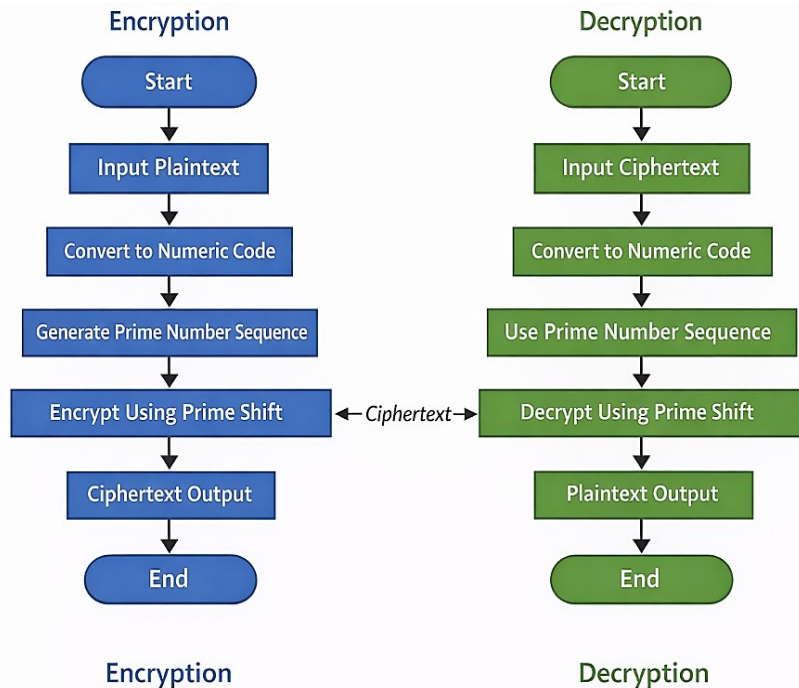 Encryption
Start
Input Plaintext
Convert to Numeric Code
Generate Prime Number Sequence
Encrypt Using Prime Shift
Ciphertext Output
End
Encryption
Ciphertext
Decryption
Start
Input Ciphertext
Convert to Numeric Code
Use Prime Number Sequence
Decrypt Using Prime Shift
Plaintext Output
End
Decryption